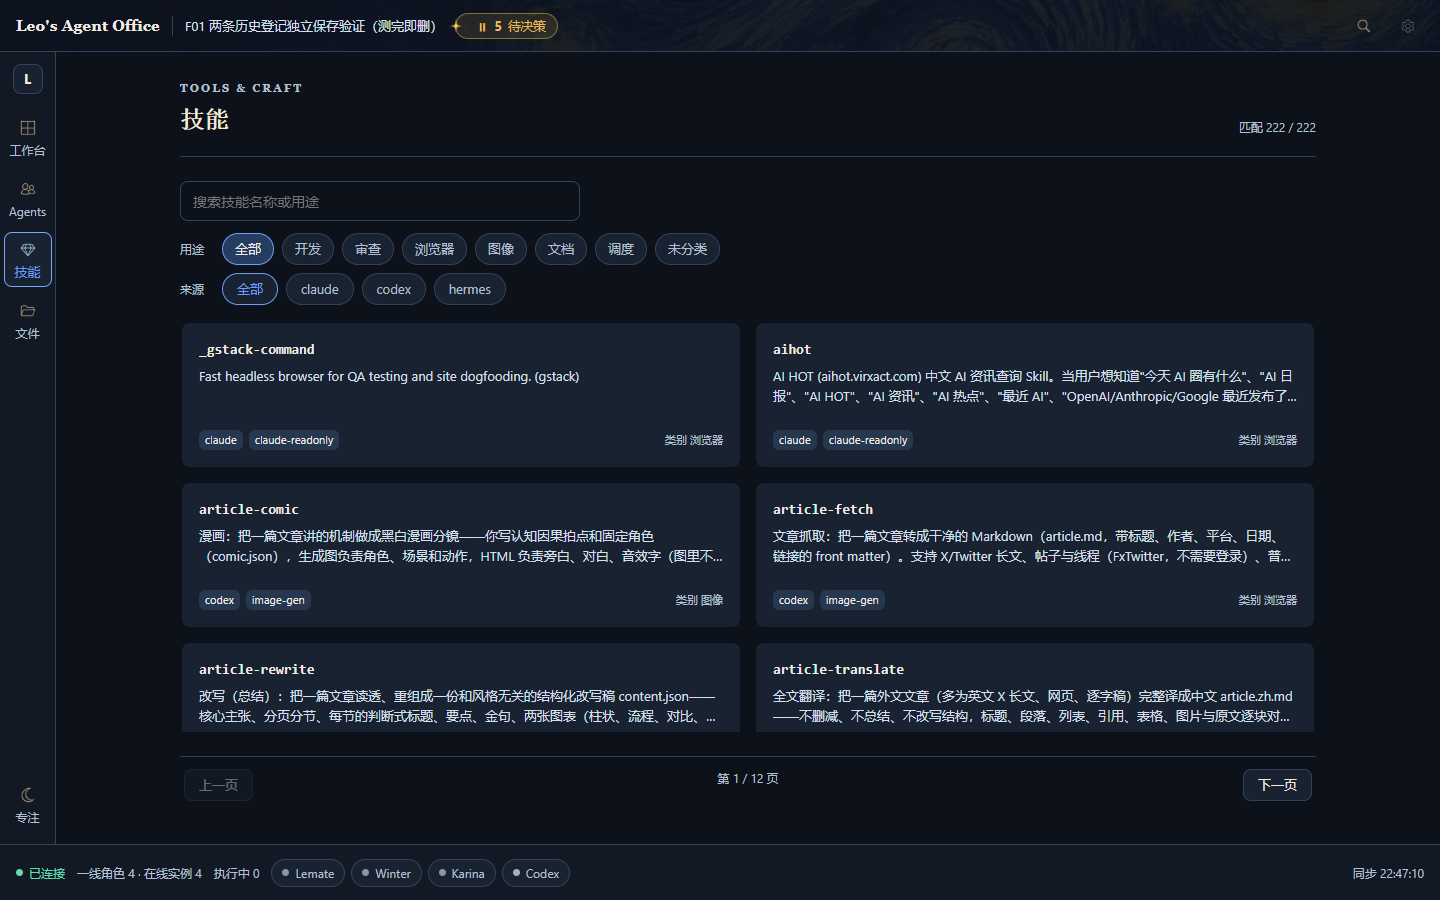 Leo's Agent Office
F01 两条历史登记独立保存验证（测完即删）
5 待决策
L
工作台
Agents
技能
文件
专注
TOOLS & CRAFT
技能
匹配 222 / 222
搜索技能名称或用途
用途 全部 开发 审查 浏览器 图像 文档 调度 未分类
来源 全部 claude codex hermes
_gstack-command
Fast headless browser for QA testing and site dogfooding. (gstack)
claude claude-readonly 类别 浏览器
aihot
AI HOT (aihot.virxact.com) 中文 AI 资讯查询 Skill。当用户想知道"今天 AI 圈有什么"、"AI 日
报"、"AI HOT"、"AI 资讯"、"AI 热点"、"最近 AI"、"OpenAI/Anthropic/Google 最近发布了...
claude claude-readonly 类别 浏览器
article-comic
漫画：把一篇文章讲的机制做成黑白漫画分镜——你写认知因果拍点和固定角色
（comic.json），生成图负责角色、场景和动作，HTML 负责旁白、对白、音效字（图里不...
codex image-gen 类别 图像
article-fetch
文章抓取：把一篇文章转成干净的 Markdown（article.md，带标题、作者、平台、日期、
链接的 front matter）。支持 X/Twitter 长文、帖子与线程（FxTwitter，不需要登录）、普...
codex image-gen 类别 浏览器
article-rewrite
改写（总结）：把一篇文章读透、重组成一份和风格无关的结构化改写稿 content.json——
核心主张、分页分节、每节的判断式标题、要点、金句、两张图表（柱状、流程、对比、...
article-translate
全文翻译：把一篇外文文章（多为英文 X 长文、网页、逐字稿）完整译成中文 article.zh.md
——不删减、不总结、不改写结构，标题、段落、列表、引用、表格、图片与原文逐块对...
上一页
第 1 / 12 页
下一页
已连接 一线角色 4 · 在线实例 4 执行中 0 Lemate Winter Karina Codex
同步 22:47:10